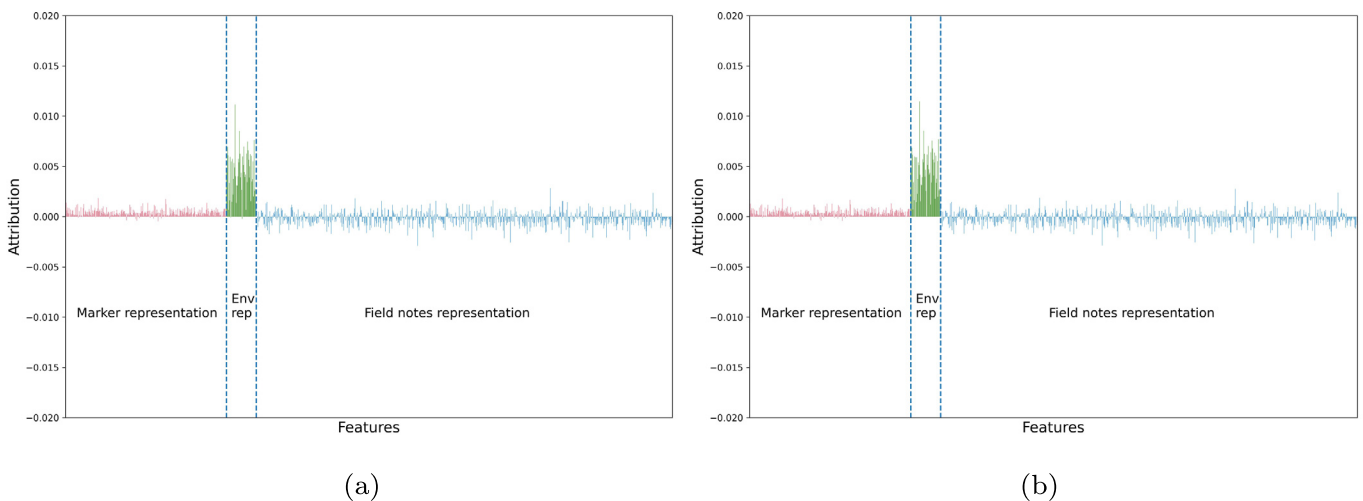 0.020
0.015
0.010
0.005
0.000
−0.005
−0.010
−0.015
−0.020
Attribution
Marker representation
Env
rep
Field notes representation
Features
(a)
0.020
0.015
0.010
0.005
0.000
−0.005
−0.010
−0.015
−0.020
Attribution
Marker representation
Env
rep
Field notes representation
Features
(b)